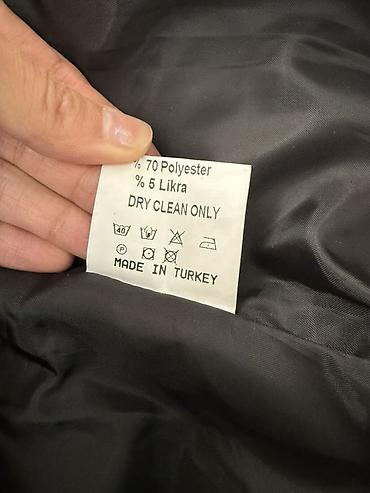 % 70 Polyester
% 5 Likra
DRY CLEAN ONLY
40
P
MADE IN TURKEY